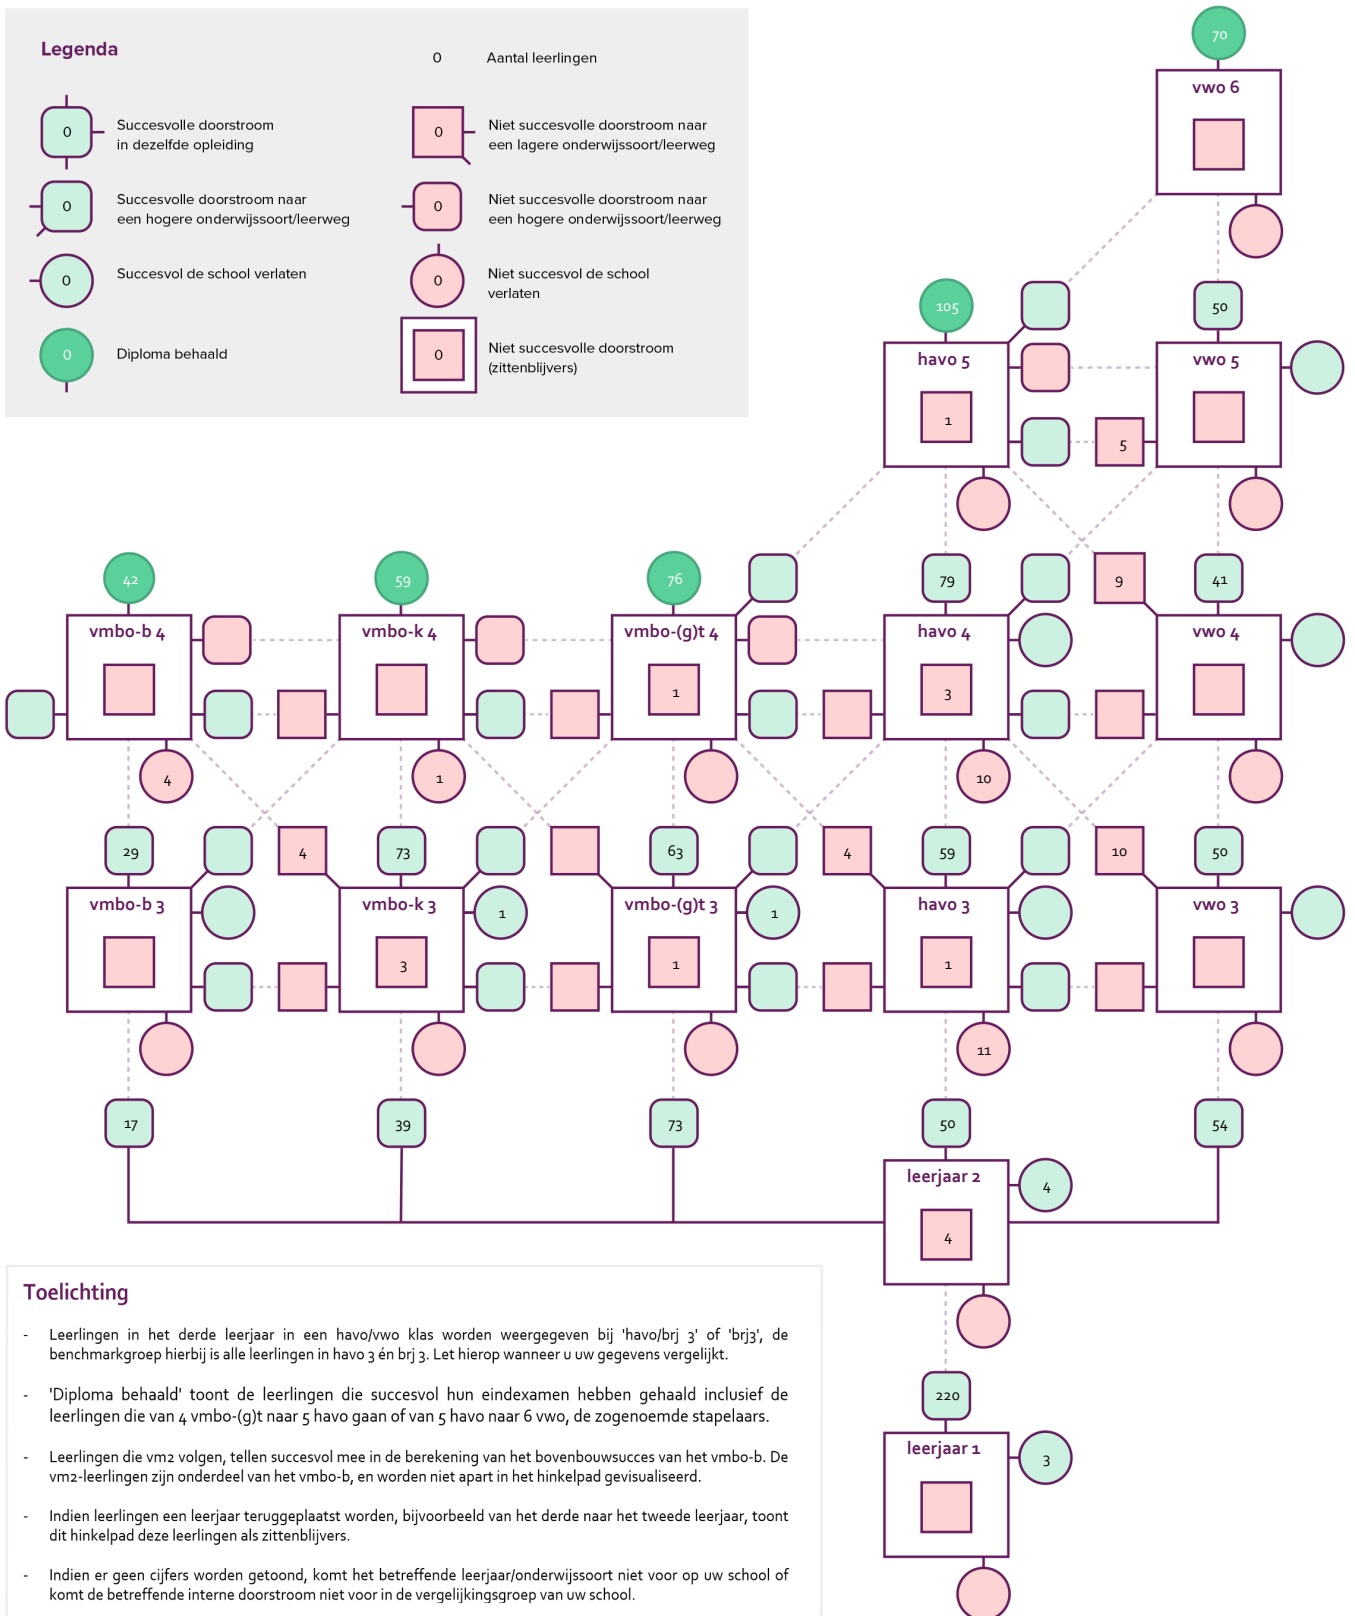 Legenda
0 Aantal leerlingen
0 Succesvolle doorstroom
in dezelfde opleiding
0 Niet succesvolle doorstroom naar
een lagere onderwijssoort/leerweg
0 Succesvolle doorstroom naar
een hogere onderwijssoort/leerweg
0 Niet succesvolle doorstroom naar
een hogere onderwijssoort/leerweg
0 Succesvol de school verlaten
0 Niet succesvol de school
verlaten
0 Diploma behaald
0 Niet succesvolle doorstroom
(zittenblijvers)
70
vwo 6
105 50
havo 5 vwo 5
1
5
42 59 76 79 9 41
vmbo-b 4 vmbo-k 4 vmbo-(g)t 4 havo 4 vwo 4
1 3
4 1 10
29 4 73 63 4 59 10 50
vmbo-b 3 vmbo-k 3 vmbo-(g)t 3 havo 3 vwo 3
1 1
3 1 1
11
17 39 73 50 54
leerjaar 2
4
4
220
leerjaar 1
3
Toelichting
- Leerlingen in het derde leerjaar in een havo/vwo klas worden weergegeven bij 'havo/brj 3' of 'brj3', de
benchmarkgroep hierbij is alle leerlingen in havo 3 én brj 3. Let hierop wanneer u uw gegevens vergelijkt.
- 'Diploma behaald' toont de leerlingen die succesvol hun eindexamen hebben gehaald inclusief de
leerlingen die van 4 vmbo-(g)t naar 5 havo gaan of van 5 havo naar 6 vwo, de zogenoemde stapelaars.
- Leerlingen die vm2 volgen, tellen succesvol mee in de berekening van het bovenbouwsucces van het vmbo-b. De
vm2-leerlingen zijn onderdeel van het vmbo-b, en worden niet apart in het hinkelpad gevisualiseerd.
- Indien leerlingen een leerjaar teruggeplaatst worden, bijvoorbeeld van het derde naar het tweede leerjaar, toont
dit hinkelpad deze leerlingen als zittenblijvers.
- Indien er geen cijfers worden getoond, komt het betreffende leerjaar/onderwijssoort niet voor op uw school of
komt de betreffende interne doorstroom niet voor in de vergelijkingsgroep van uw school.